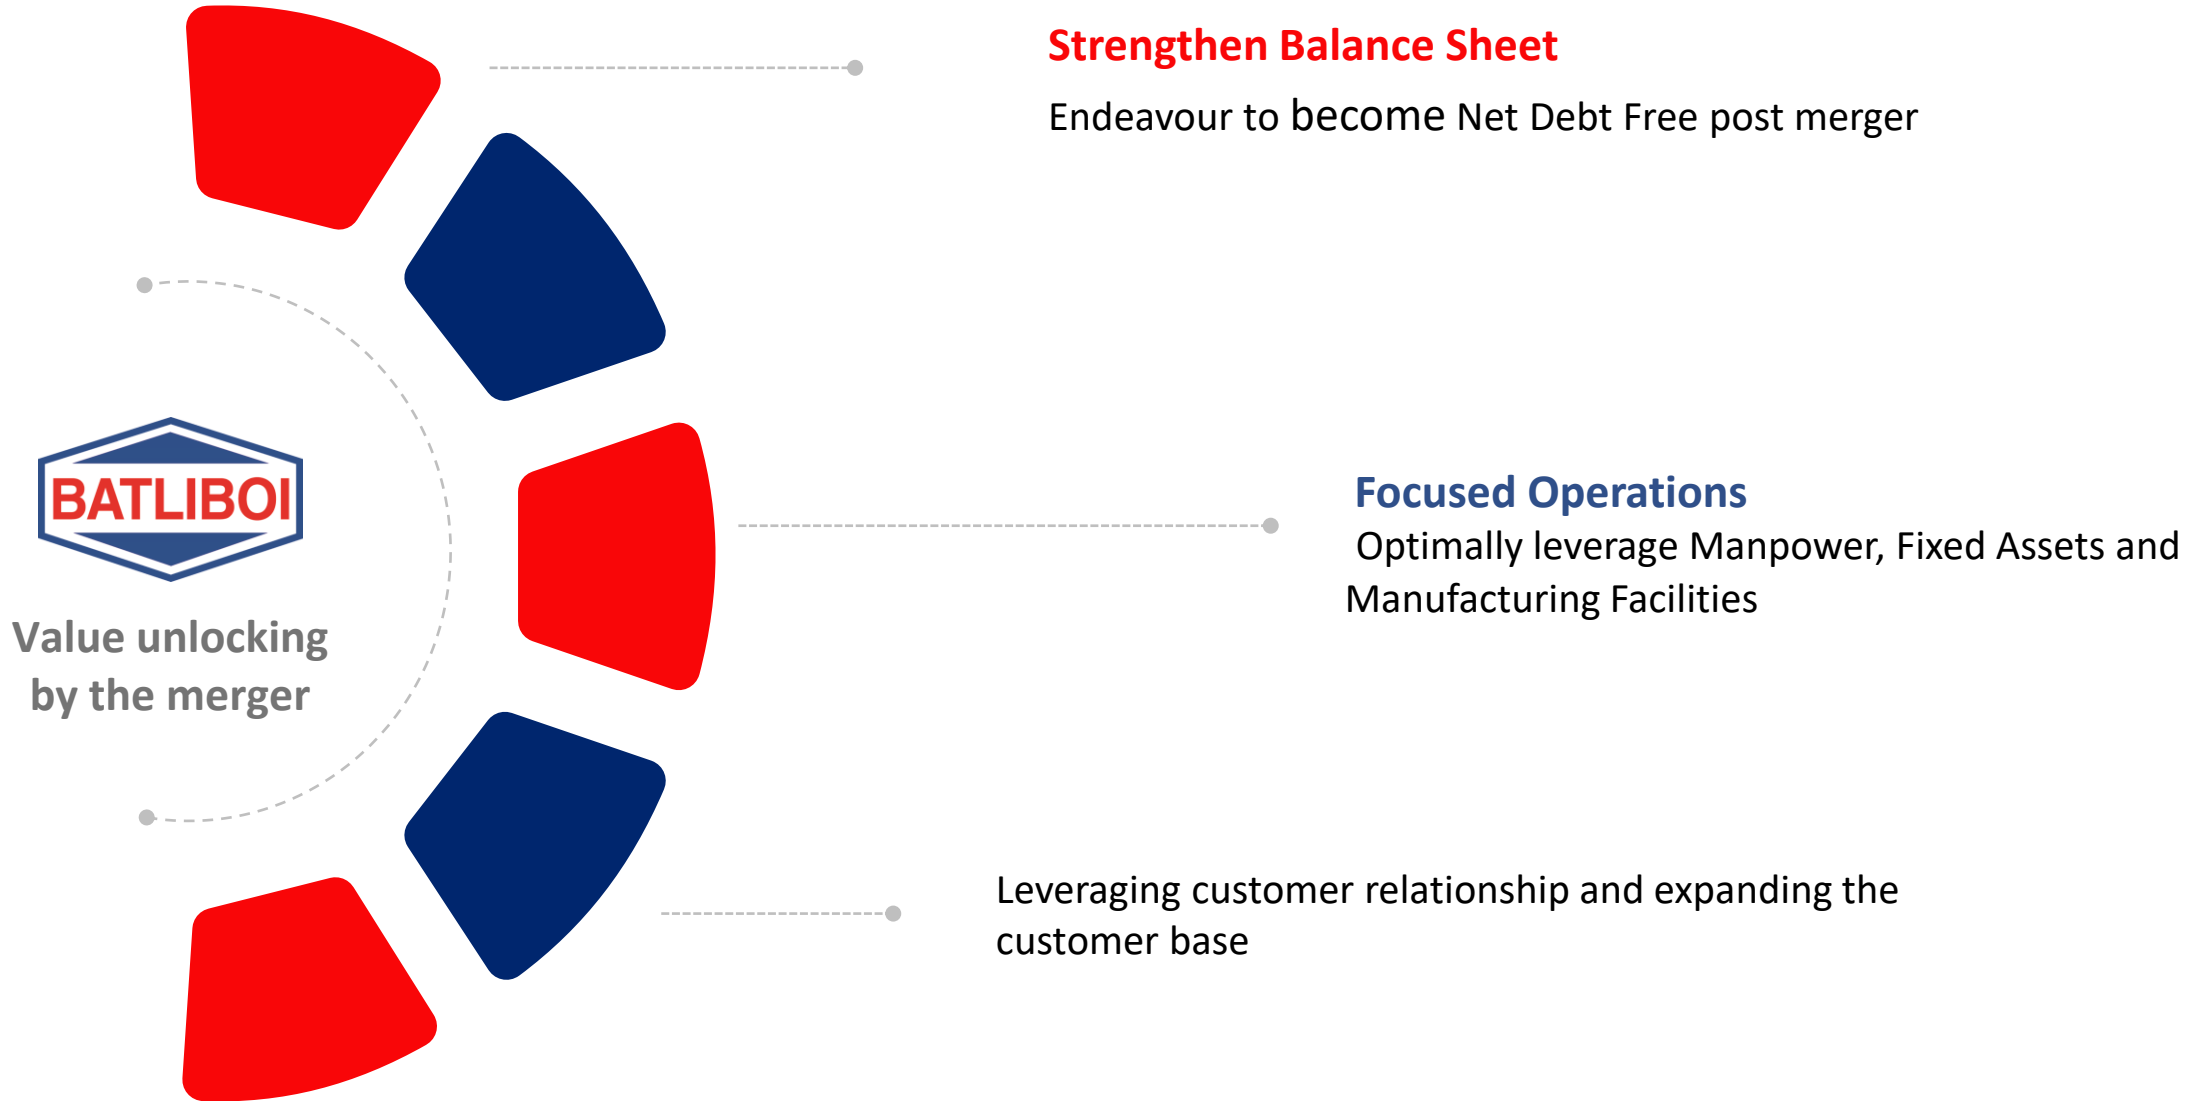 Strengthen Balance Sheet
Endeavour to become Net Debt Free post merger
BATLIBOI
Value unlocking
by the merger
Focused Operations
Optimally leverage Manpower, Fixed Assets and
Manufacturing Facilities
Leveraging customer relationship and expanding the
customer base